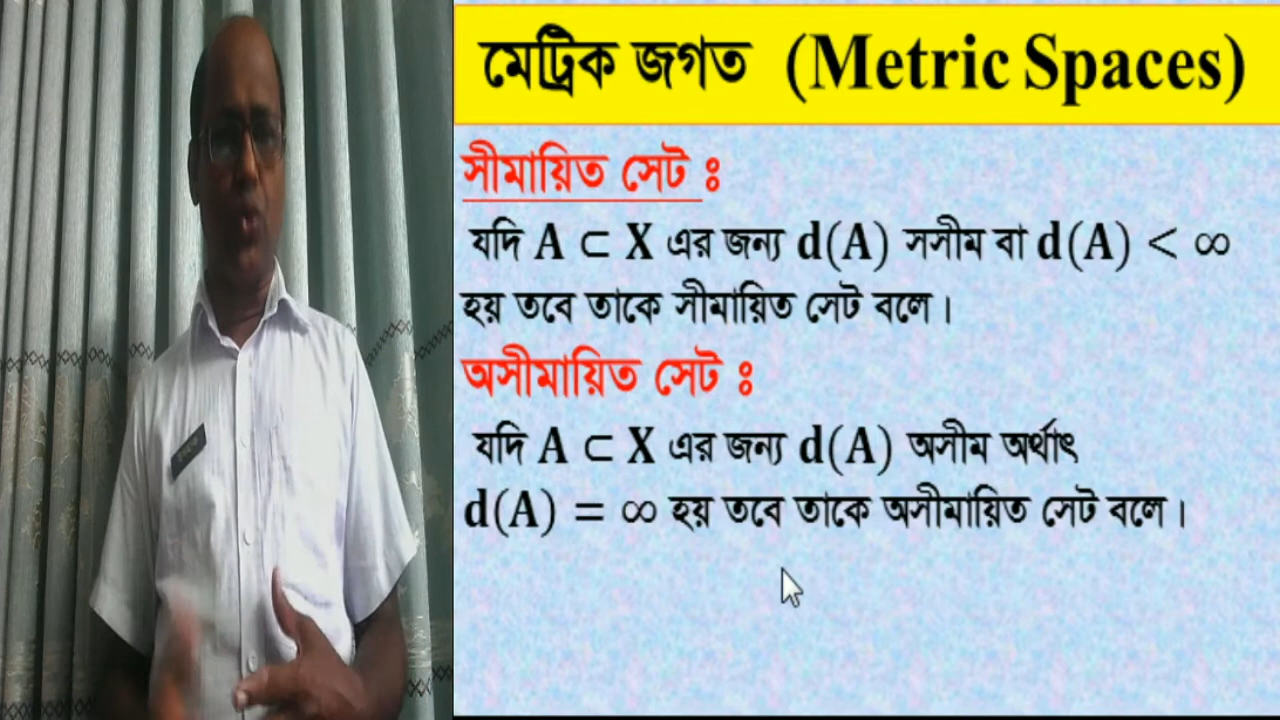 মেট্রিক জগত (Metric Spaces)
সীমায়িত সেট ঃ
যদি A ⊂ X এর জন্য d(A) সসীম বা d(A) < ∞
হয় তবে তাকে সীমায়িত সেট বলে।
অসীমায়িত সেট ঃ
যদি A ⊂ X এর জন্য d(A) অসীম অর্থাৎ
d(A) = ∞ হয় তবে তাকে অসীমায়িত সেট বলে।